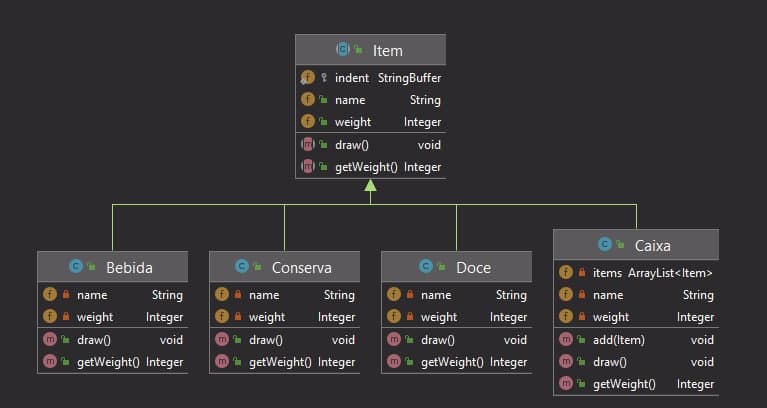 Item
indent StringBuffer
name String
weight Integer
draw() void
getWeight() Integer
Bebida
name String
weight Integer
draw() void
getWeight() Integer
Conserva
name String
weight Integer
draw() void
getWeight() Integer
Doce
name String
weight Integer
draw() void
getWeight() Integer
Caixa
items ArrayList<Item>
name String
weight Integer
add(Item) void
draw() void
getWeight() Integer